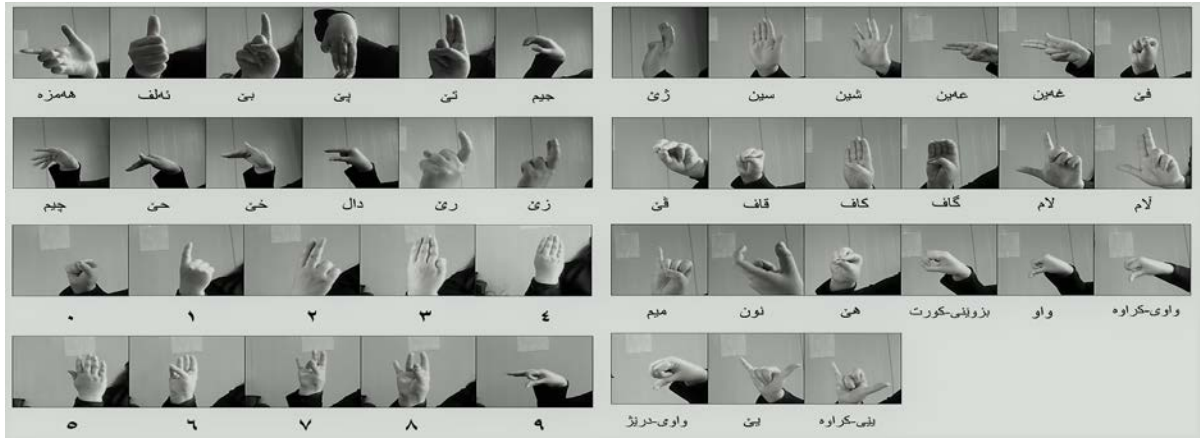 هەمزە ئەلف بێ پێ تێ جیم
چیم حێ خێ دال رێ زێ
٠ ١ ٢ ٣ ٤
٥ ٦ ٧ ٨ ٩
ژێ سین شین عەین غەین فێ
ڤێ قاف کاف گاف لام ڵام
میم نون هێ بزوێنی-کورت واو واوی-کراوە
واوی-درێژ یێ یێی-کراوە